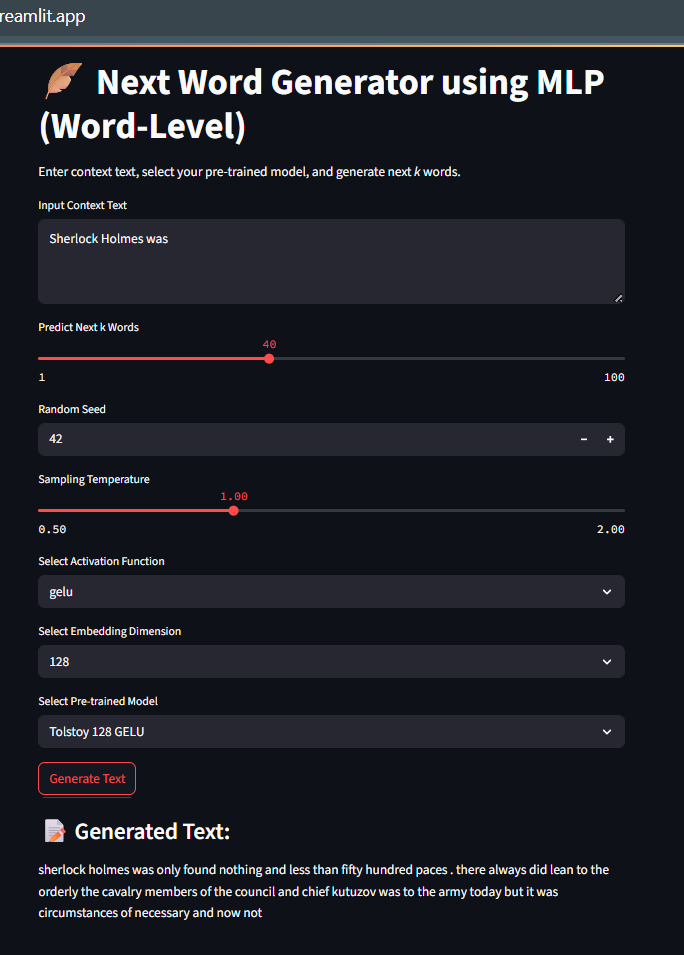 reamlit.app
Next Word Generator using MLP
(Word-Level)
Enter context text, select your pre-trained model, and generate next k words.
Input Context Text
Sherlock Holmes was
Predict Next k Words
40
1
100
Random Seed
42
Sampling Temperature
1.00
0.50
2.00
Select Activation Function
gelu
Select Embedding Dimension
128
Select Pre-trained Model
Tolstoy 128 GELU
Generate Text
Generated Text:
sherlock holmes was only found nothing and less than fifty hundred paces . there always did lean to the
orderly the cavalry members of the council and chief kutuzov was to the army today but it was
circumstances of necessary and now not